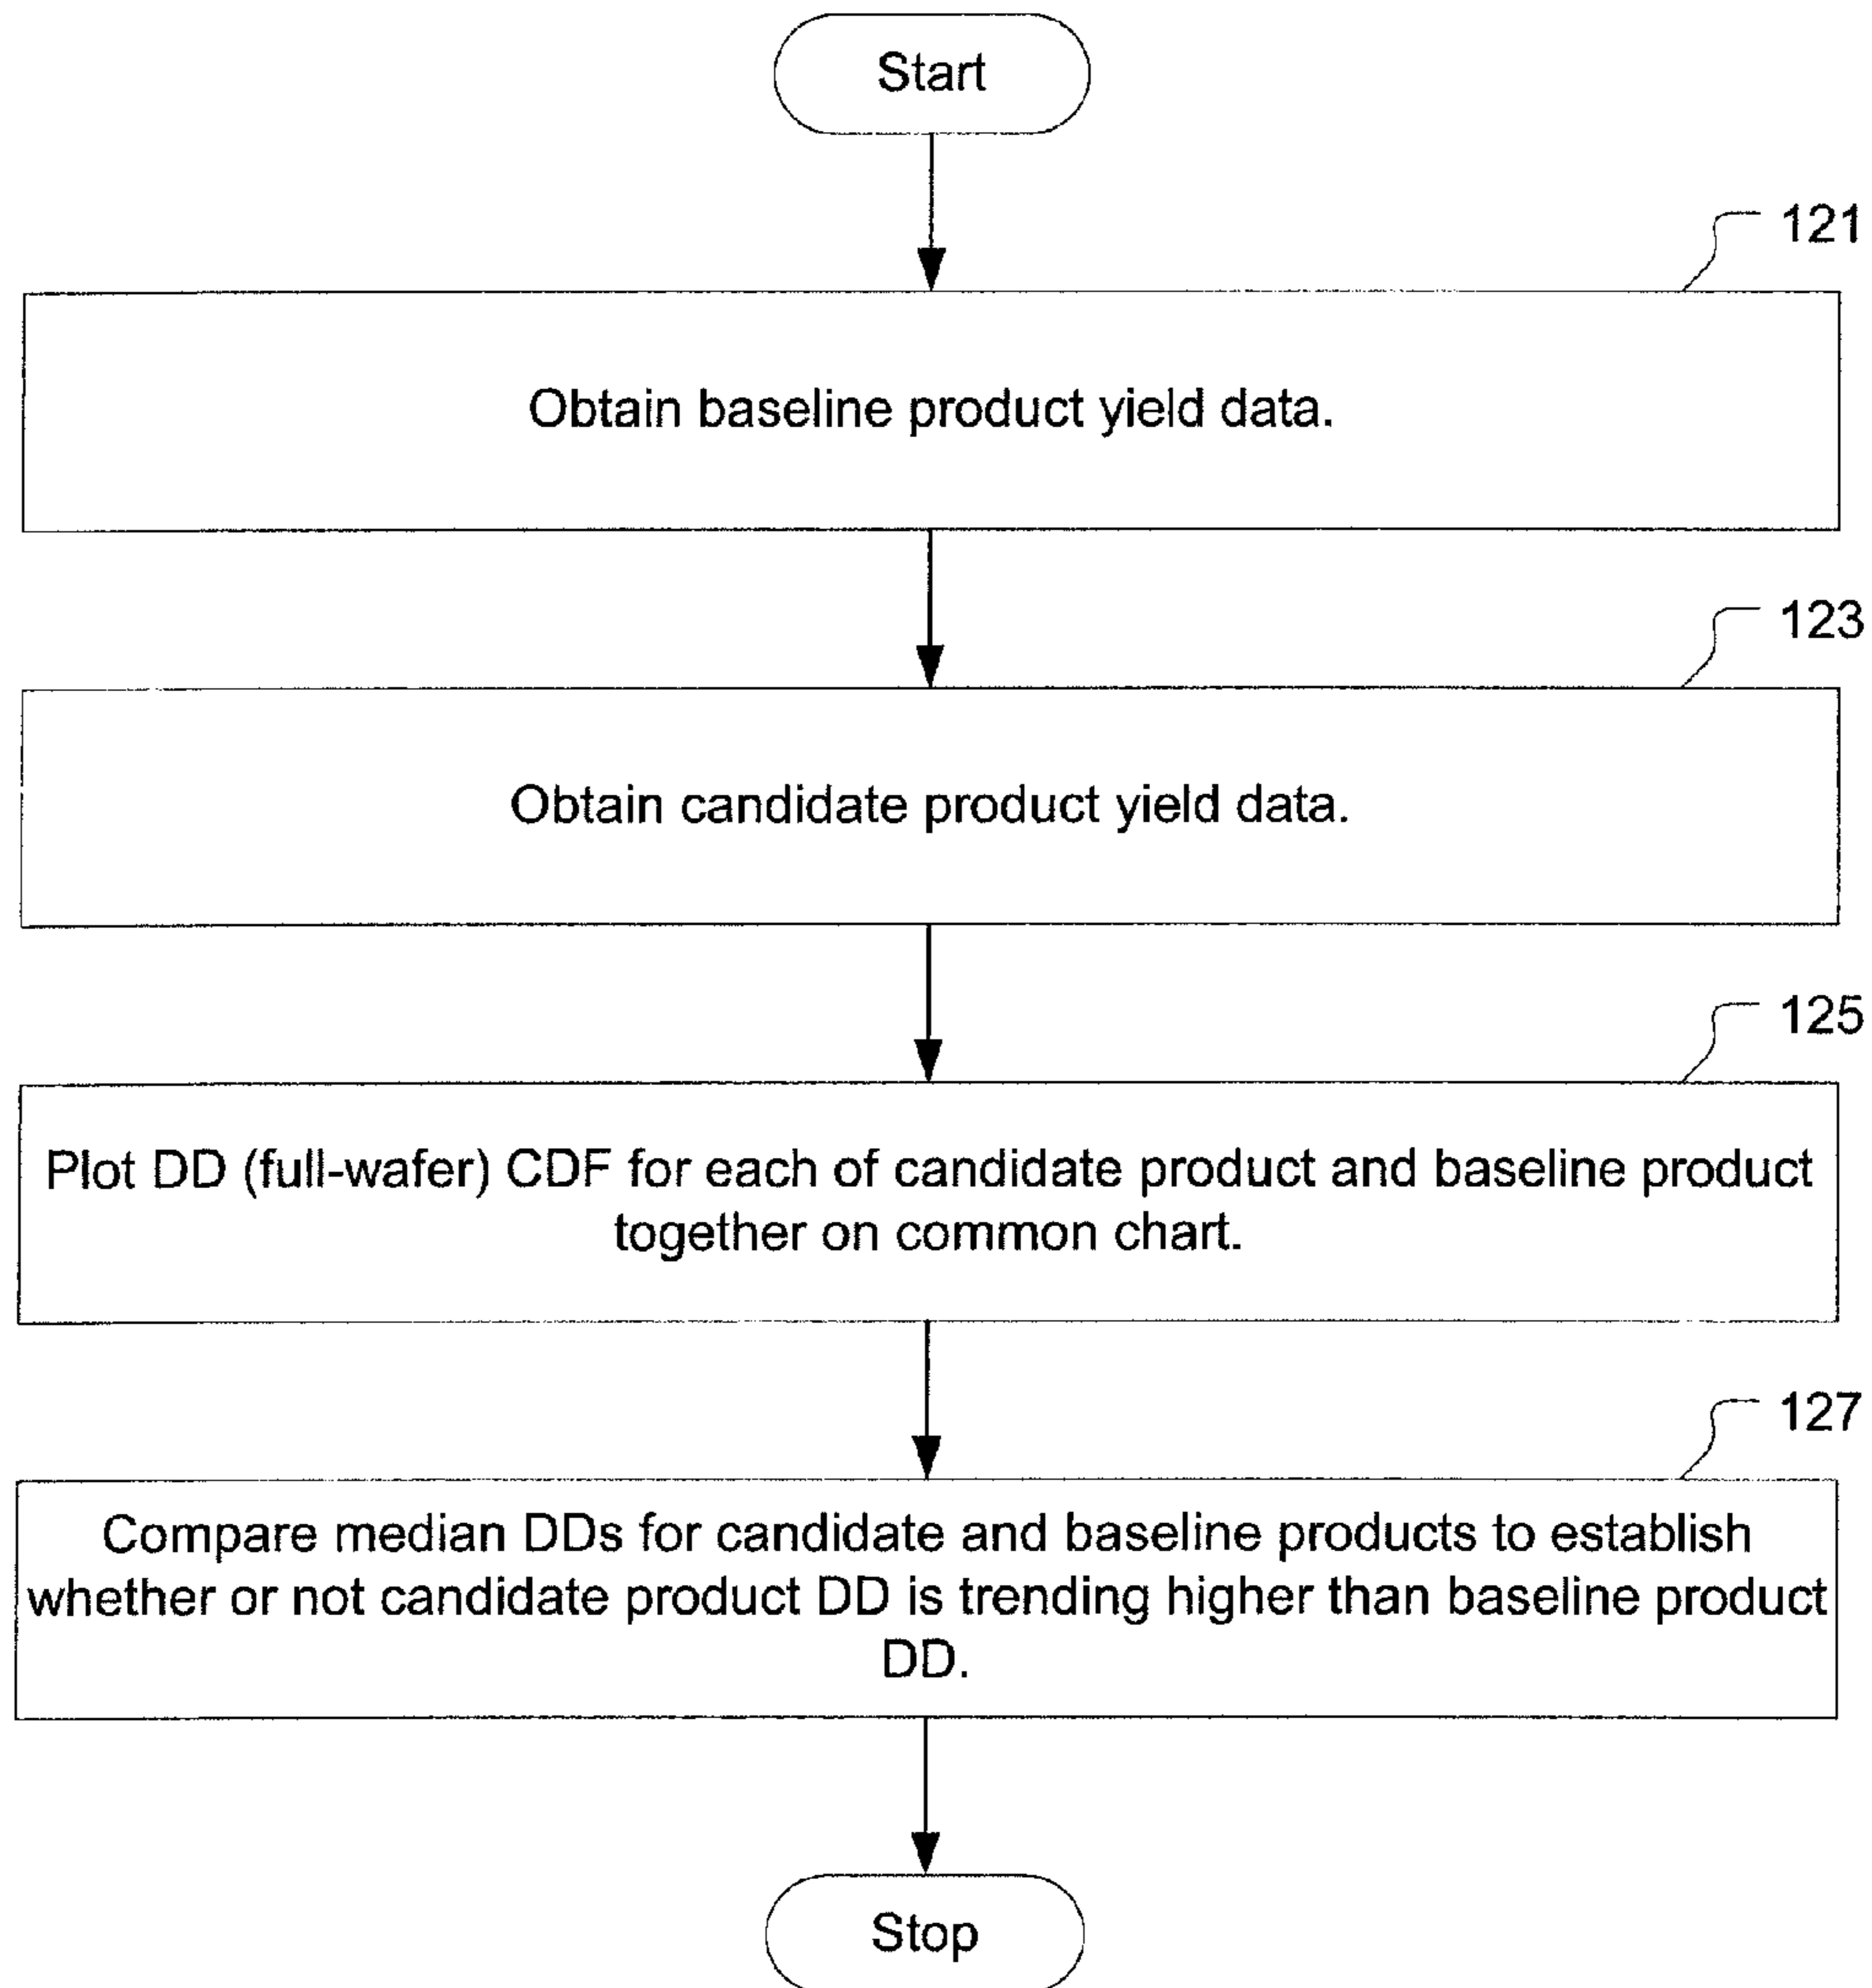 Start
121
Obtain baseline product yield data.
123
Obtain candidate product yield data.
125
Plot DD (full-wafer) CDF for each of candidate product and baseline product
together on common chart.
127
Compare median DDs for candidate and baseline products to establish
whether or not candidate product DD is trending higher than baseline product
DD.
Stop